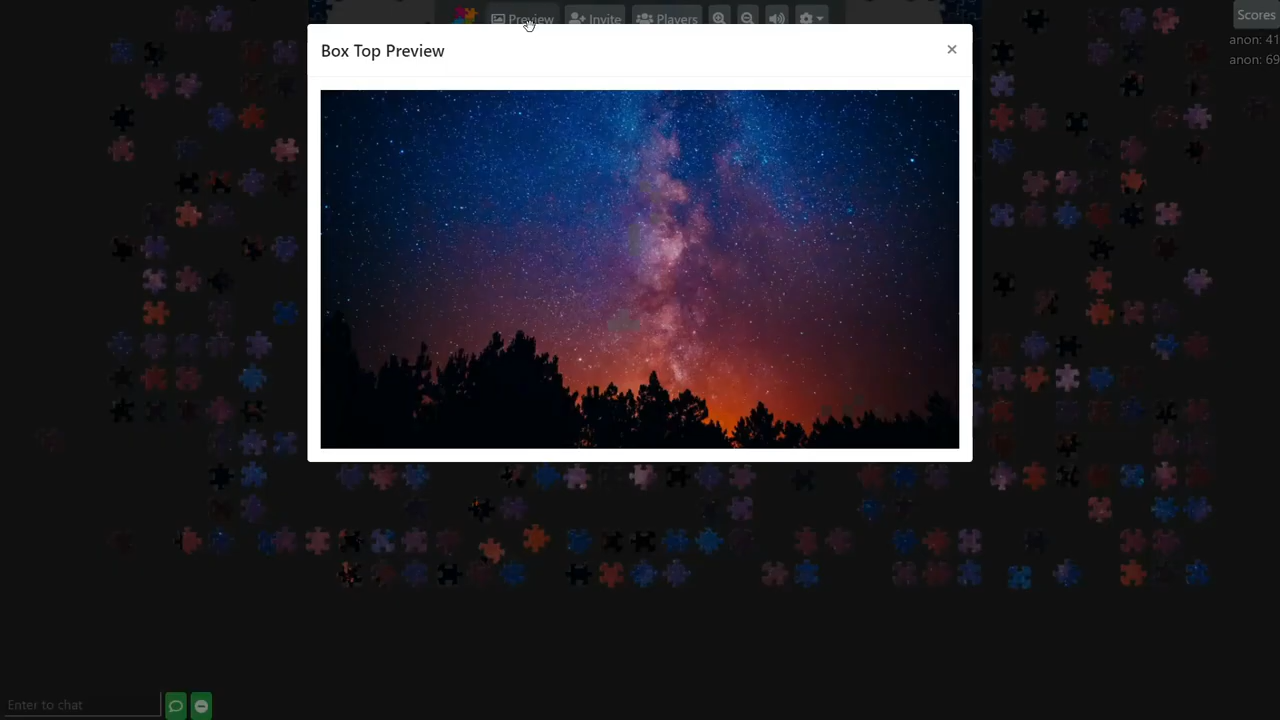 Preview
Invite
Players
Scores
Box Top Preview
×
anon: 41
anon: 69
Enter to chat